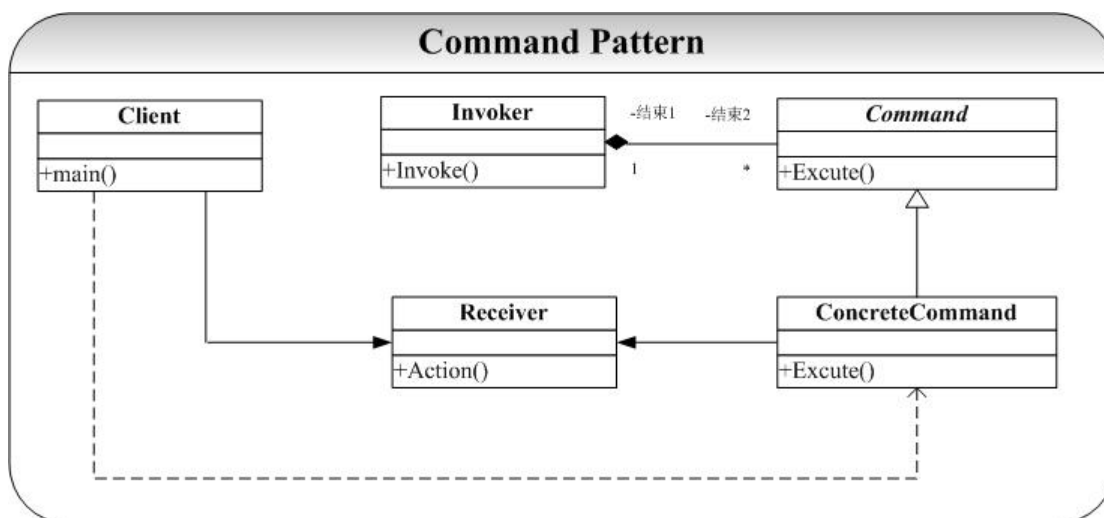 Command Pattern
Client
+main()
Invoker
+Invoke()
-结束1
-结束2
1
*
Command
+Excute()
Receiver
+Action()
ConcreteCommand
+Excute()